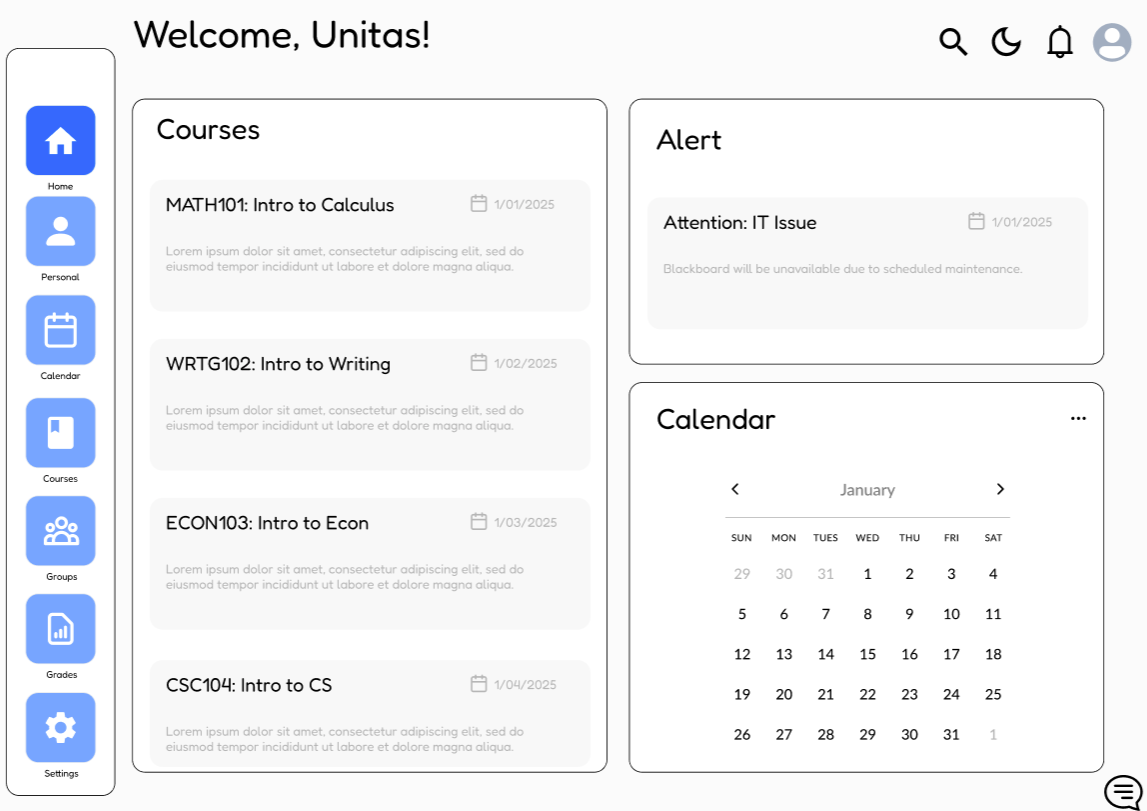 Welcome, Unitas!
Home
Personal
Calendar
Courses
Groups
Grades
Settings
Courses
MATH101: Intro to Calculus 1/01/2025
Lorem ipsum dolor sit amet, consectetur adipiscing elit, sed do
eiusmod tempor incididunt ut labore et dolore magna aliqua.
WRTG102: Intro to Writing 1/02/2025
Lorem ipsum dolor sit amet, consectetur adipiscing elit, sed do
eiusmod tempor incididunt ut labore et dolore magna aliqua.
ECON103: Intro to Econ 1/03/2025
Lorem ipsum dolor sit amet, consectetur adipiscing elit, sed do
eiusmod tempor incididunt ut labore et dolore magna aliqua.
CSC104: Intro to CS 1/04/2025
Lorem ipsum dolor sit amet, consectetur adipiscing elit, sed do
eiusmod tempor incididunt ut labore et dolore magna aliqua.
Alert
Attention: IT Issue 1/01/2025
Blackboard will be unavailable due to scheduled maintenance.
Calendar
January
SUN MON TUES WED THU FRI SAT
29 30 31 1 2 3 4
5 6 7 8 9 10 11
12 13 14 15 16 17 18
19 20 21 22 23 24 25
26 27 28 29 30 31 1